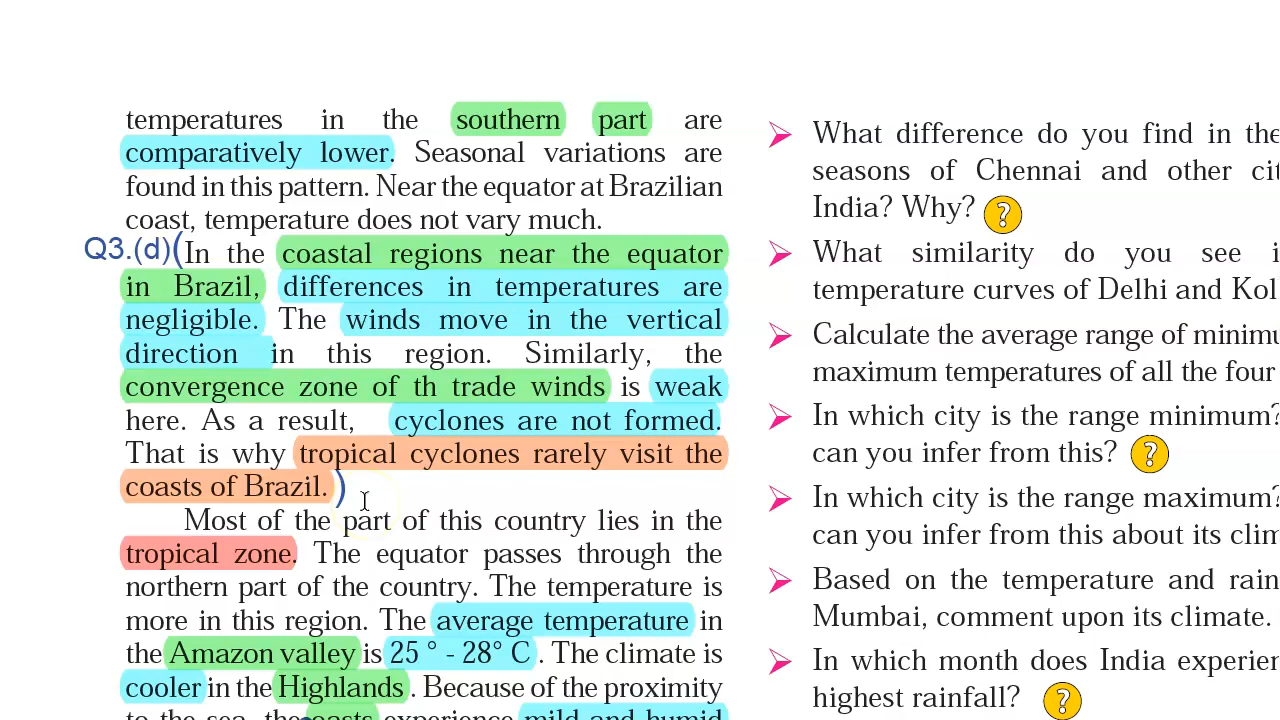 temperatures in the southern part are
comparatively lower. Seasonal variations are
found in this pattern. Near the equator at Brazilian
coast, temperature does not vary much.
Q3.(d)(In the coastal regions near the equator
in Brazil, differences in temperatures are
negligible. The winds move in the vertical
direction in this region. Similarly, the
convergence zone of th trade winds is weak
here. As a result, cyclones are not formed.
That is why tropical cyclones rarely visit the
coasts of Brazil.)
Most of the part of this country lies in the
tropical zone. The equator passes through the
northern part of the country. The temperature is
more in this region. The average temperature in
the Amazon valley is 25 ° - 28° C . The climate is
cooler in the Highlands . Because of the proximity
to the sea, the coasts experience mild and humid
What difference do you find in the
seasons of Chennai and other
India? Why? ?
What similarity do you see
temperature curves of Delhi and
Calculate the average range of
maximum temperatures of all the four
In which city is the range minimum?
can you infer from this? ?
In which city is the range maximum?
can you infer from this about its
Based on the temperature and
Mumbai, comment upon its climate.
In which month does India
highest rainfall? ?